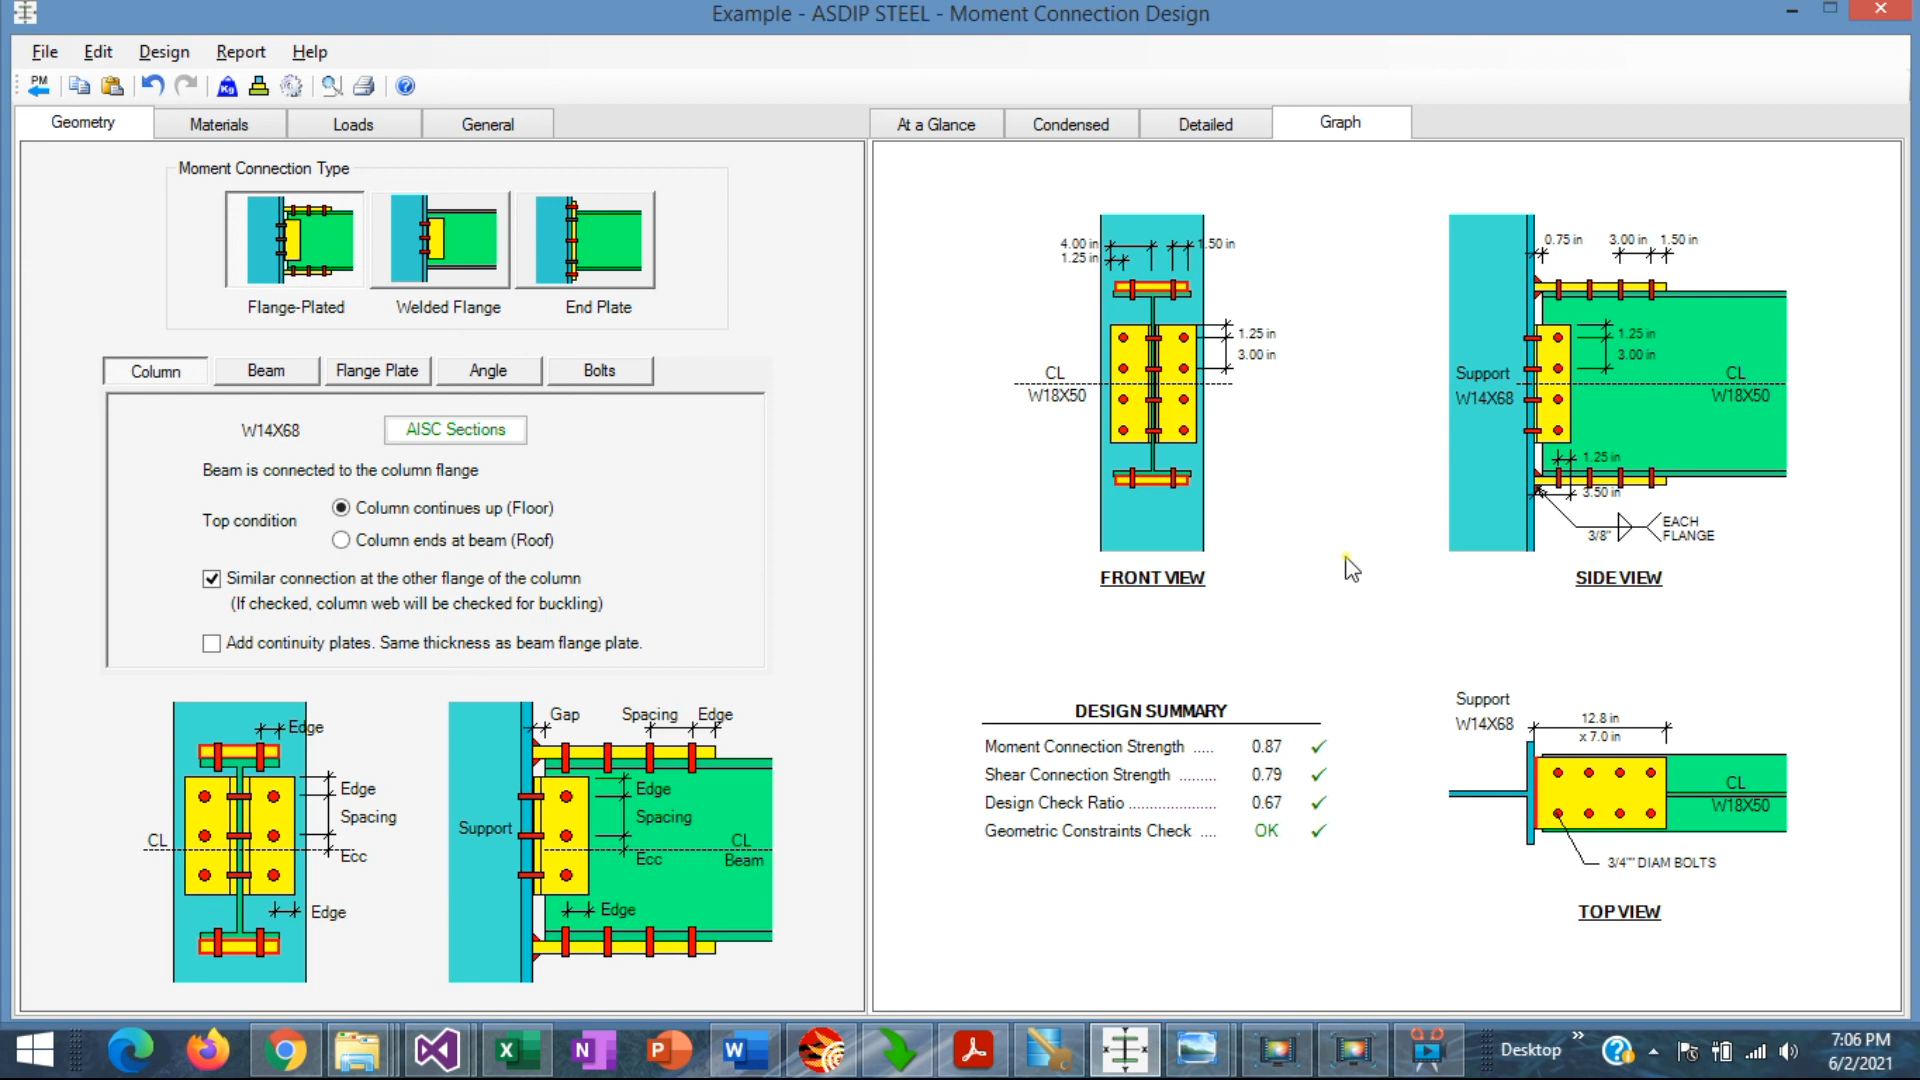 Example - ASDIP STEEL - Moment Connection Design
File Edit Design Report Help
PM Kg ?
Geometry Materials Loads General
At a Glance Condensed Detailed Graph
Moment Connection Type
Flange-Plated Welded Flange End Plate
Column Beam Flange Plate Angle Bolts
W14X68 AISC Sections
Beam is connected to the column flange
Top condition
Column continues up (Floor)
Column ends at beam (Roof)
Similar connection at the other flange of the column
(If checked, column web will be checked for buckling)
Add continuity plates. Same thickness as beam flange plate.
Edge
Edge
Spacing
CL
Ecc
Edge
Gap Spacing Edge
Edge
Spacing
Support
CL
Ecc Beam
Edge
4.00 in 1.50 in
1.25 in
1.25 in
3.00 in
CL
W18X50
FRONT VIEW
0.75 in 3.00 in 1.50 in
1.25 in
3.00 in
Support CL
W14X68 W18X50
1.25 in
3.50 in
3/8" EACH
FLANGE
SIDE VIEW
DESIGN SUMMARY
Moment Connection Strength ..... 0.87 ✓
Shear Connection Strength ......... 0.79 ✓
Design Check Ratio ..................... 0.67 ✓
Geometric Constraints Check .... OK ✓
Support
W14X68
12.8 in
x 7.0 in
CL
W18X50
3/4"" DIAM BOLTS
TOP VIEW
Desktop »
7:06 PM
6/2/2021